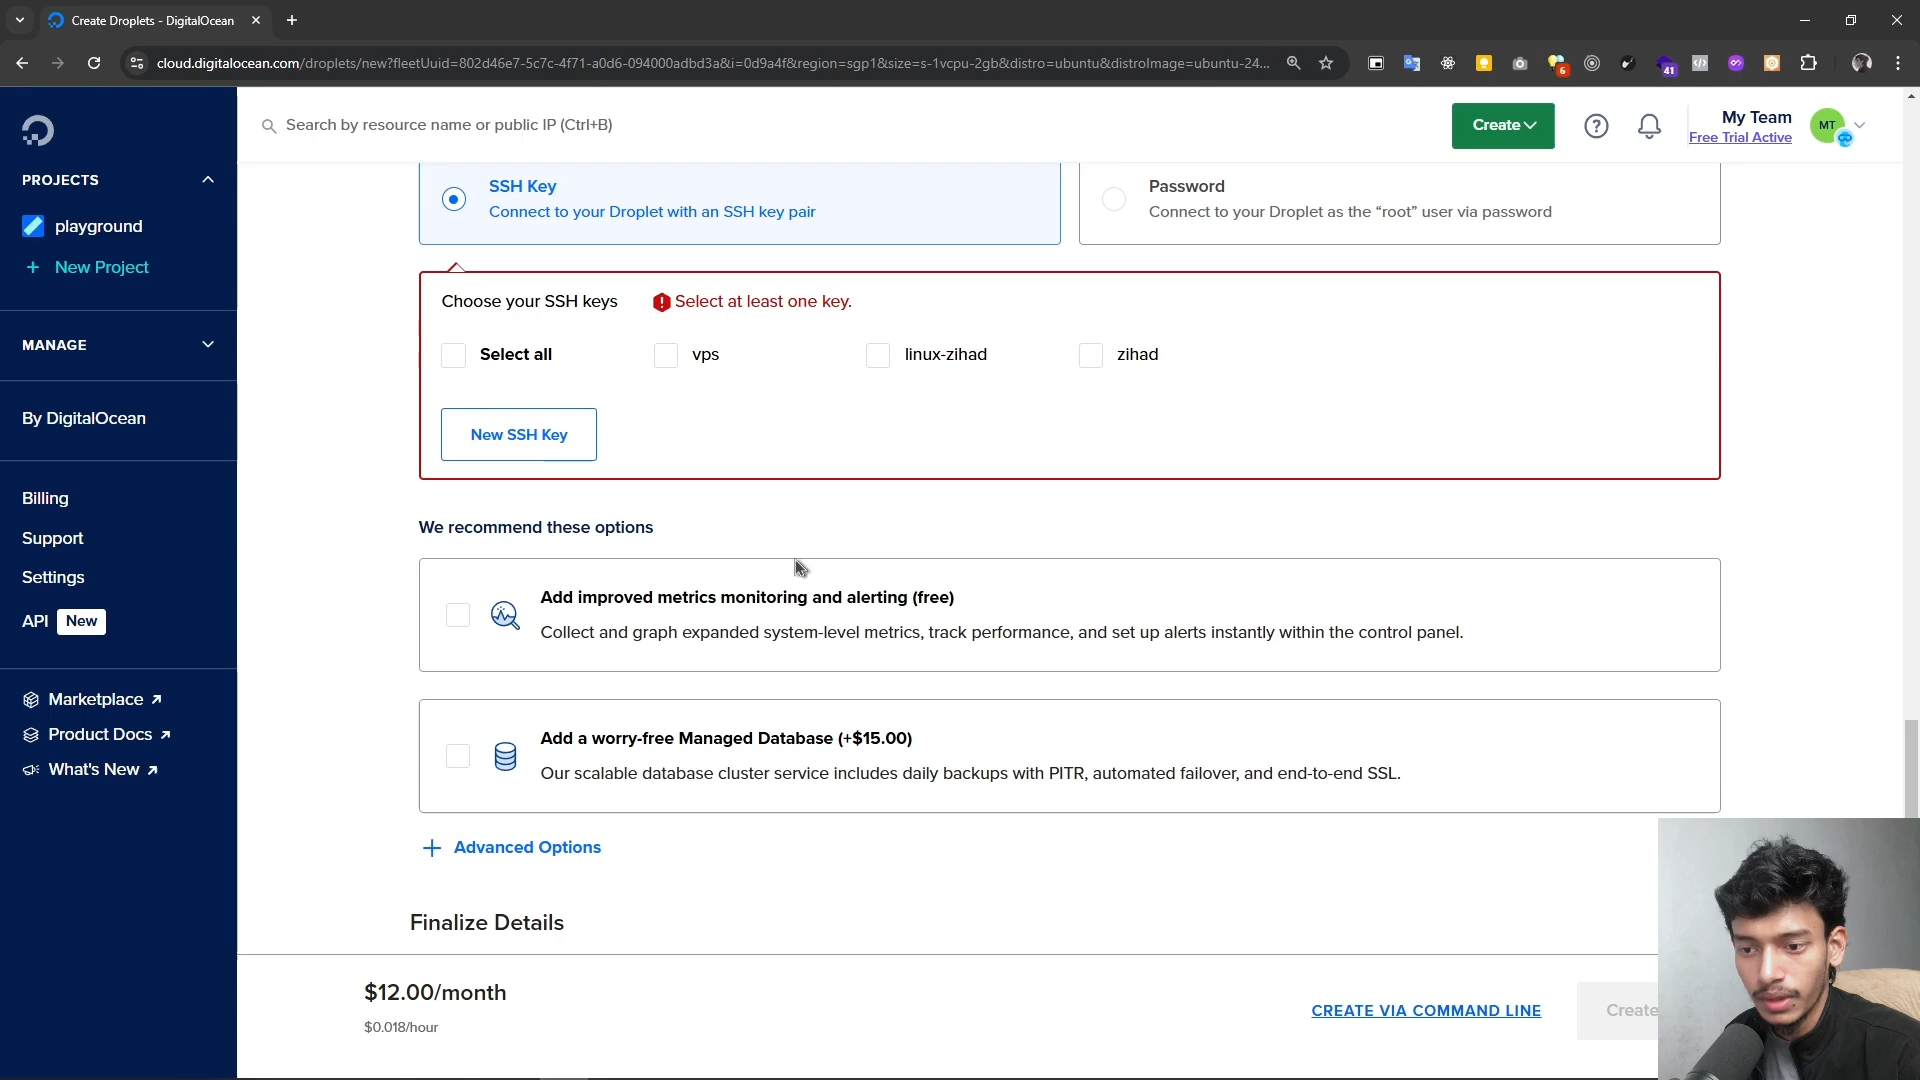 Create Droplets - DigitalOcean
cloud.digitalocean.com/droplets/new?fleetUuid=802d46e7-5c7c-4f71-a0d6-094000adbd3a&i=0d9a4f&region=sgp1&size=s-1vcpu-2gb&distro=ubuntu&distroImage=ubuntu-24...
6
41
Search by resource name or public IP (Ctrl+B)
Create
My Team
Free Trial Active
MT
PROJECTS
playground
New Project
MANAGE
By DigitalOcean
Billing
Support
Settings
API New
Marketplace
Product Docs
What's New
SSH Key
Connect to your Droplet with an SSH key pair
Password
Connect to your Droplet as the “root” user via password
Choose your SSH keys
Select at least one key.
Select all
vps
linux-zihad
zihad
New SSH Key
We recommend these options
Add improved metrics monitoring and alerting (free)
Collect and graph expanded system-level metrics, track performance, and set up alerts instantly within the control panel.
Add a worry-free Managed Database (+$15.00)
Our scalable database cluster service includes daily backups with PITR, automated failover, and end-to-end SSL.
Advanced Options
Finalize Details
$12.00/month
$0.018/hour
CREATE VIA COMMAND LINE
Create